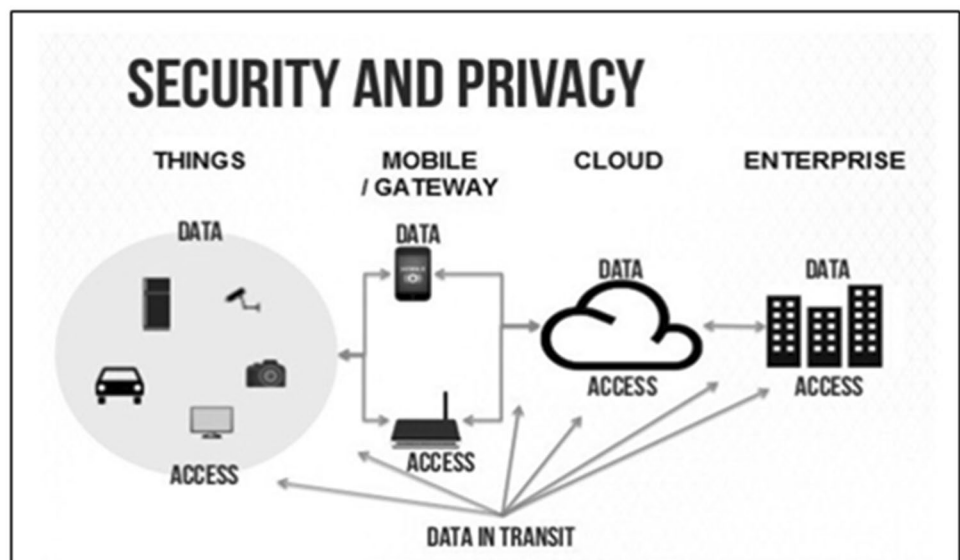 SECURITY AND PRIVACY
THINGS
MOBILE
/ GATEWAY
CLOUD
ENTERPRISE
DATA
DATA
DATA
DATA
ACCESS
ACCESS
ACCESS
ACCESS
DATA IN TRANSIT